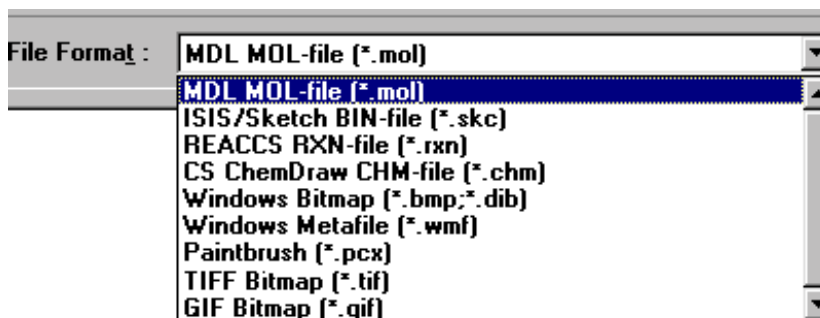 File Format :
MDL MOL-file (*.mol)
MDL MOL-file (*.mol)
ISIS/Sketch BIN-file (*.skc)
REACCS RXN-file (*.rxn)
CS ChemDraw CHM-file (*.chm)
Windows Bitmap (*.bmp;*.dib)
Windows Metafile (*.wmf)
Paintbrush (*.pcx)
TIFF Bitmap (*.tif)
GIF Bitmap (*.gif)